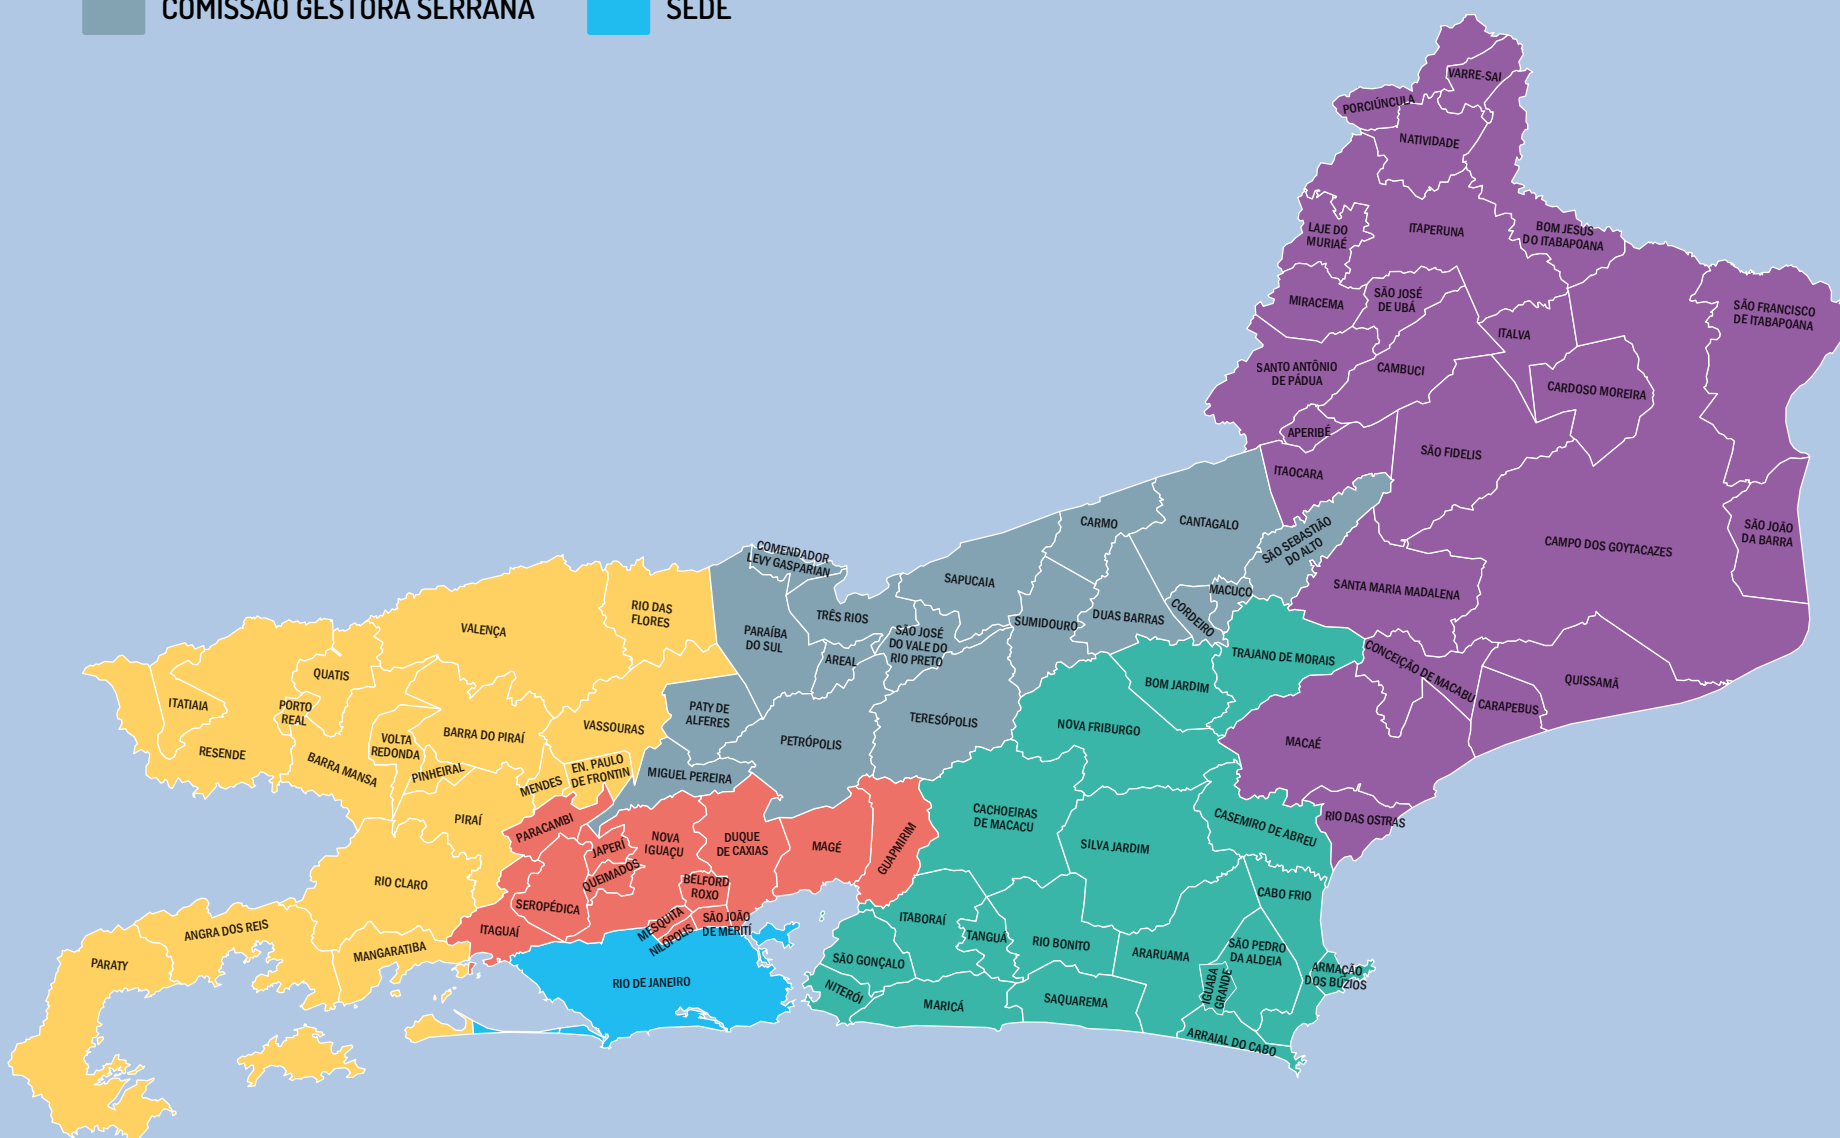 COMISSÃO GESTORA SERRANA
SEDE
VARRE-SAI
PORCIÚNCULA
NATIVIDADE
LAJE DO
MURIAÉ
ITAPERUNA
BOM JESUS
DO ITABAPOANA
MIRACEMA
SÃO JOSÉ
DE UBÁ
SÃO FRANCISCO
DE ITABAPOANA
ITALVA
SANTO ANTÔNIO
DE PÁDUA
CAMBUCI
CARDOSO MOREIRA
APERIBÉ
SÃO FIDELIS
ITAOCARA
CARMO
CANTAGALO
SÃO SEBASTIÃO
DO ALTO
SÃO JOÃO
DA BARRA
CAMPO DOS GOYTACAZES
COMENDADOR
LEVY GASPARIAN
SAPUCAIA
MACUCO
SANTA MARIA MADALENA
RIO DAS
FLORES
VALENÇA
PARAÍBA
DO SUL
TRÊS RIOS
SÃO JOSÉ
DO VALE DO
RIO PRETO
SUMIDOURO
DUAS BARRAS
CORDEIRO
AREAL
TRAJANO DE MORAIS
CONCEIÇÃO DE MACABU
QUISSAMÃ
QUATIS
ITATIAIA
PORTO
REAL
BOM JARDIM
CARAPEBUS
PATY DE
ALFERES
TERESÓPOLIS
NOVA FRIBURGO
VASSOURAS
BARRA DO PIRAÍ
VOLTA
REDONDA
RESENDE
PETRÓPOLIS
MACAÉ
BARRA MANSA
PINHEIRAL
MENDES
EN. PAULO
DE FRONTIN
MIGUEL PEREIRA
PIRAÍ
PARACAMBI
CACHOEIRAS
DE MACACU
CASEMIRO DE ABREU
RIO DAS OSTRAS
JAPERÍ
NOVA
IGUAÇU
DUQUE
DE CAXIAS
MAGÉ
GUAPMIRIM
SILVA JARDIM
RIO CLARO
QUEIMADOS
BELFORD
ROXO
CABO FRIO
SEROPÉDICA
ITAGUAÍ
MESQUITA
NILÓPOLIS
SÃO JOÃO
DE MERITÍ
ITABORAÍ
TANGUÁ
RIO BONITO
ARARUAMA
SÃO PEDRO
DA ALDEIA
ANGRA DOS REIS
MANGARATIBA
PARATY
SÃO GONÇALO
ARMAÇÃO
DOS BÚZIOS
RIO DE JANEIRO
NITERÓI
MARICÁ
SAQUAREMA
IGUABA
GRANDE
ARRAIAL DO CABO